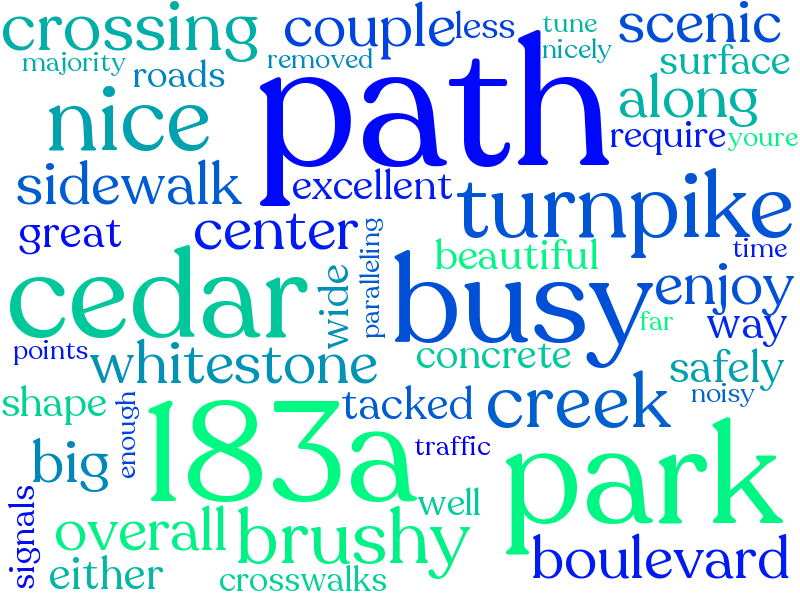 crossing
couple
less
tune
scenic
majority
roads
removed
path
nicely
surface
nice
along
require
youre
sidewalk
excellent
turnpike
great
center
paralleling
beautiful
time
cedar
wide
busy
enjoy
far
way
points
whitestone
concrete
safely
noisy
shape
enough
183a
tacked
creek
big
traffic
park
signals
overall
brushy
well
boulevard
either
crosswalks